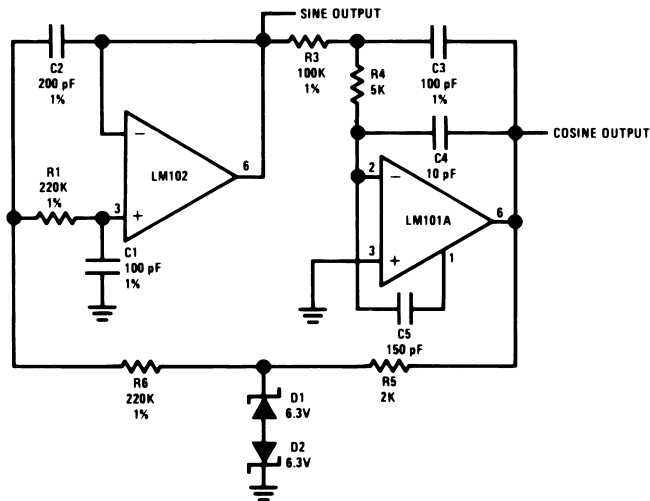 SINE OUTPUT
C2
200 pF
1%
R3
100K
1%
R4
5K
C3
100 pF
1%
COSINE OUTPUT
C4
10 pF
LM102
6
R1
220K
1%
3
C1
100 pF
1%
2
LM101A
6
3
1
C5
150 pF
R6
220K
1%
R5
2K
D1
6.3V
D2
6.3V